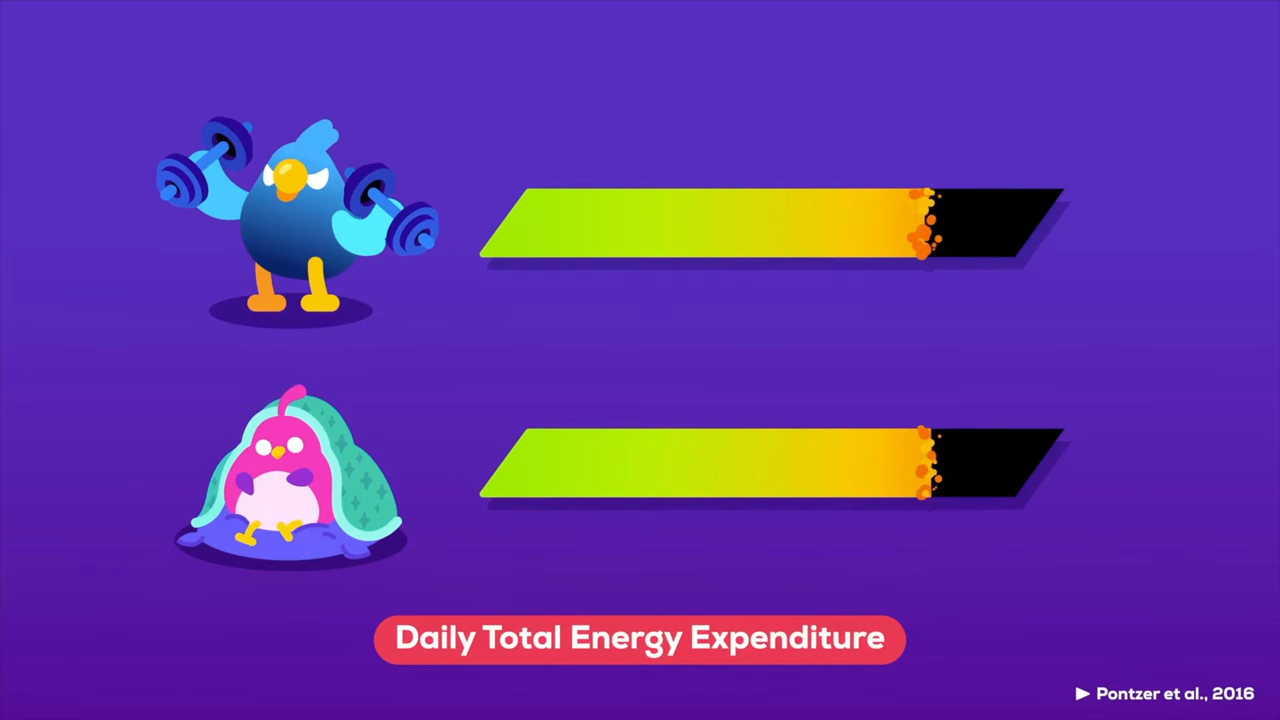 Daily Total Energy Expenditure
▶ Pontzer et al., 2016